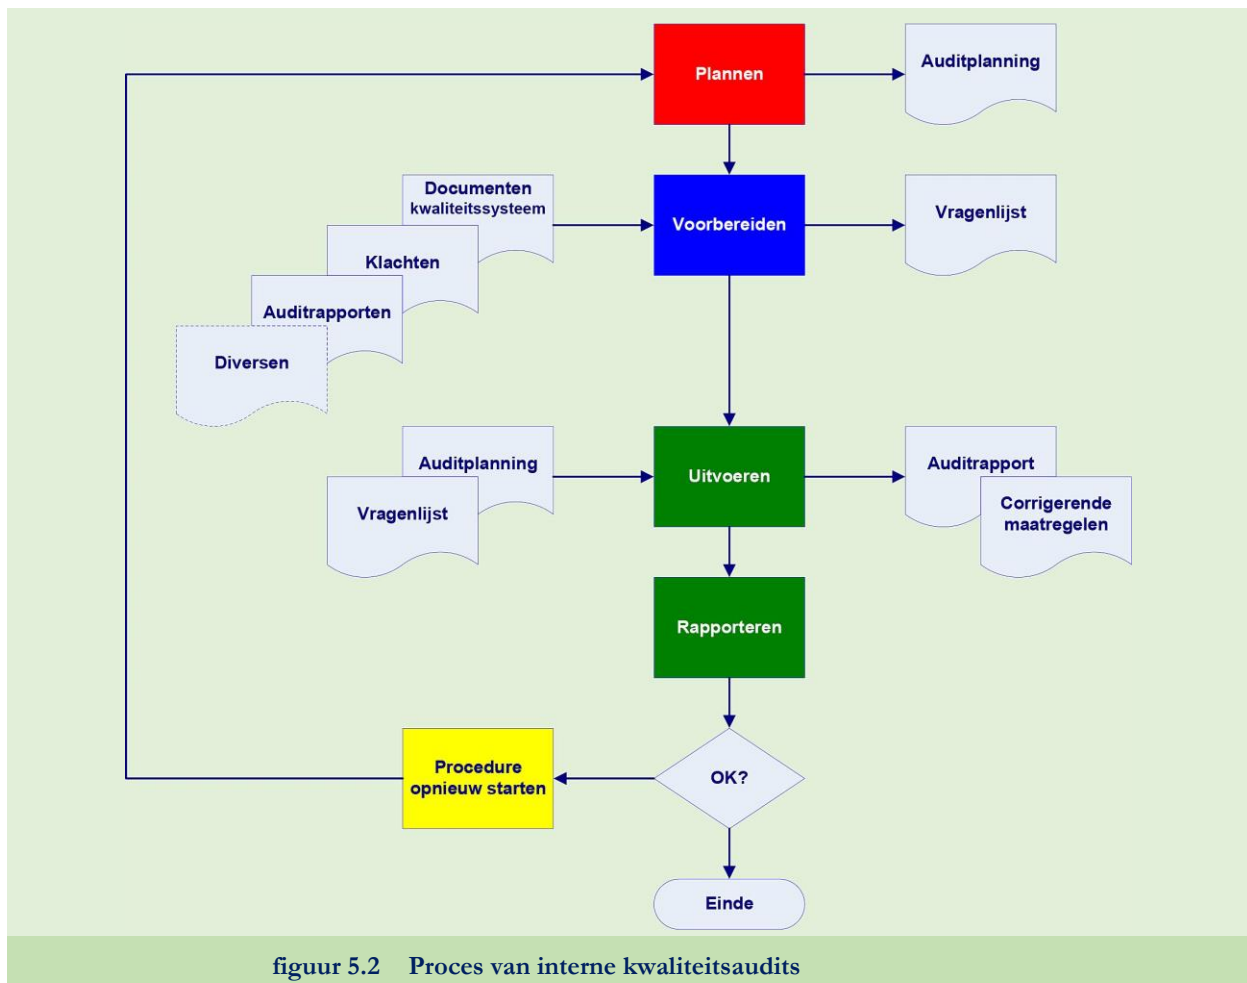 Plannen
Auditplanning
Documenten
kwaliteitssysteem
Voorbereiden
Vragenlijst
Klachten
Auditrapporten
Diversen
Auditplanning
Vragenlijst
Uitvoeren
Auditrapport
Corrigerende
maatregelen
Rapporteren
Procedure
opnieuw starten
OK?
Einde
figuur 5.2 Proces van interne kwaliteitsaudits